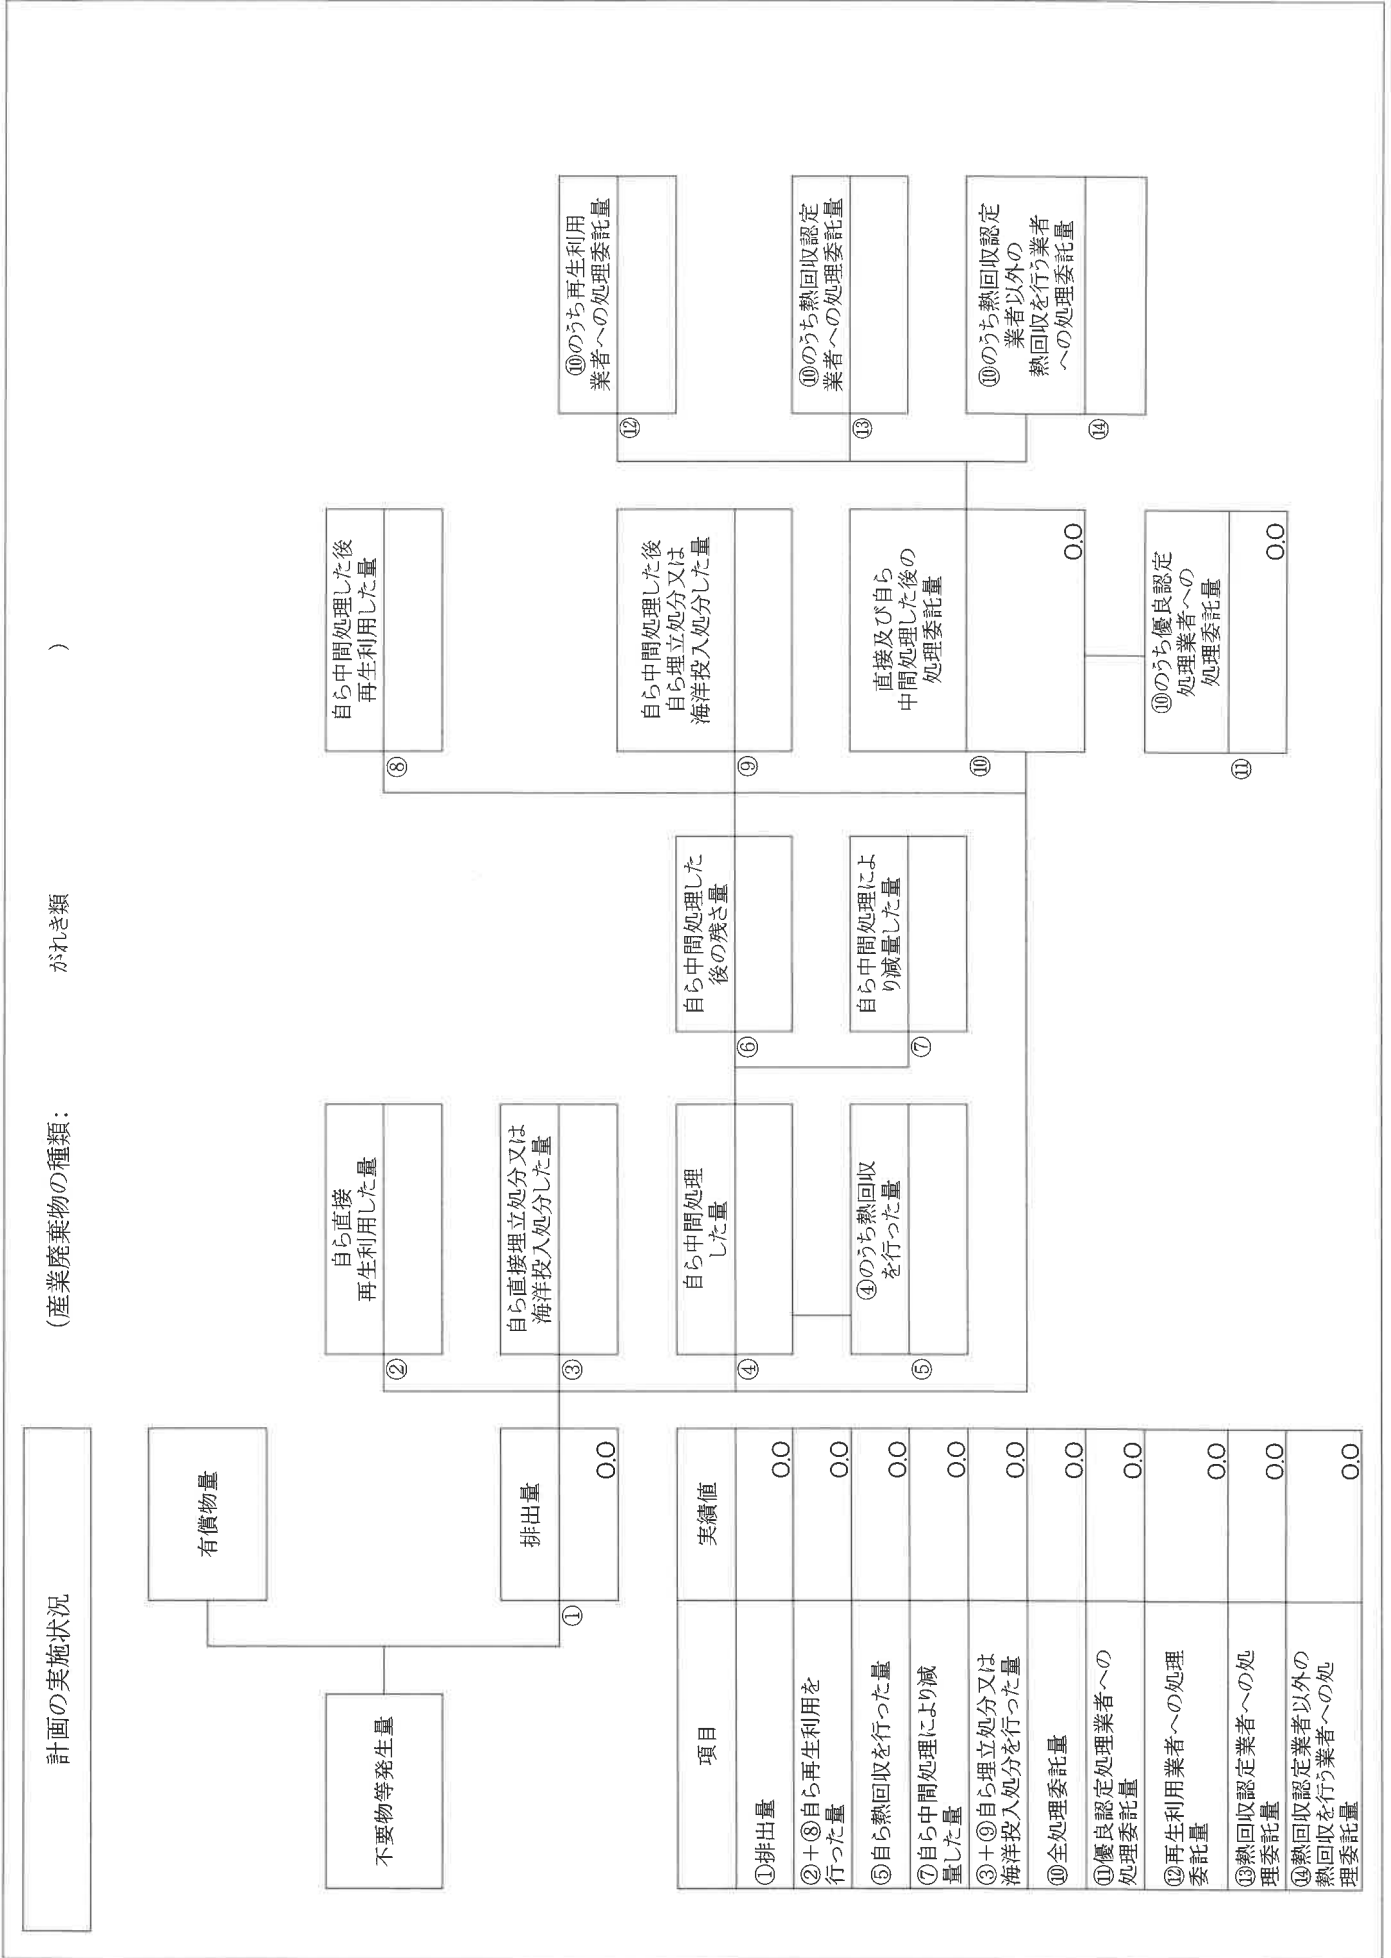 計画の実施状況
(産業廃棄物の種類: がれき類 )
不要物等発生量
有償物量
①
排出量
0.0
②
自ら直接
再生利用した量
③
自ら直接埋立処分又は
海洋投入処分した量
④
自ら中間処理
した量
⑤
④のうち熱回収
を行った量
⑥
自ら中間処理した
後の残さ量
⑦
自ら中間処理によ
り減量した量
⑧
自ら中間処理した後
再生利用した量
⑨
自ら中間処理した後
自ら埋立処分又は
海洋投入処分した量
⑩
直接及び自ら
中間処理した後の
処理委託量
0.0
⑪
⑩のうち優良認定
処理業者への
処理委託量
0.0
⑫
⑩のうち再生利用
業者への処理委託量
⑬
⑩のうち熱回収認定
業者への処理委託量
⑭
⑩のうち熱回収認定
業者以外の
熱回収を行う業者
への処理委託量
項目 実績値
①排出量 0.0
②+⑧自ら再生利用を
行った量 0.0
⑤自ら熱回収を行った量 0.0
⑦自ら中間処理により減
量した量 0.0
③+⑨自ら埋立処分又は
海洋投入処分を行った量 0.0
⑩全処理委託量 0.0
⑪優良認定処理業者への
処理委託量 0.0
⑫再生利用業者への処理
委託量 0.0
⑬熱回収認定業者への処
理委託量 0.0
⑭熱回収認定業者以外の
熱回収を行う業者への処
理委託量 0.0